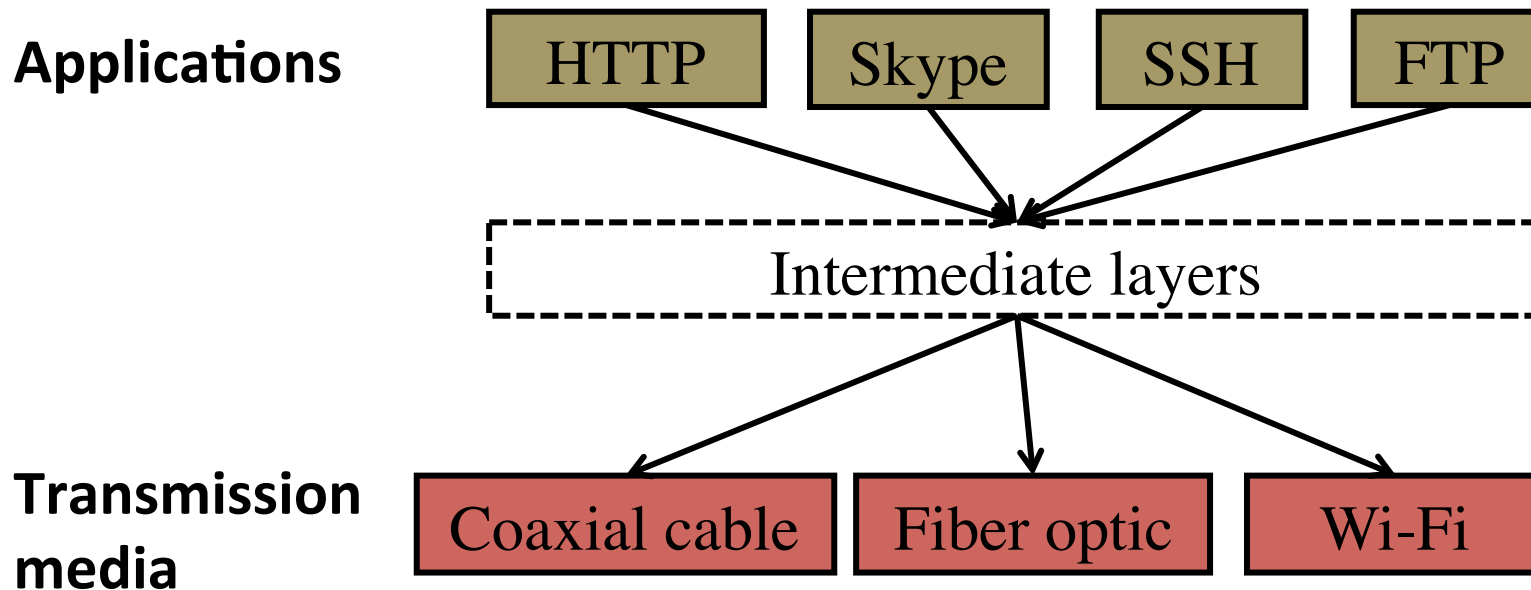 Applications
HTTP
Skype
SSH
FTP
Intermediate layers
Transmission
media
Coaxial cable
Fiber optic
Wi-Fi